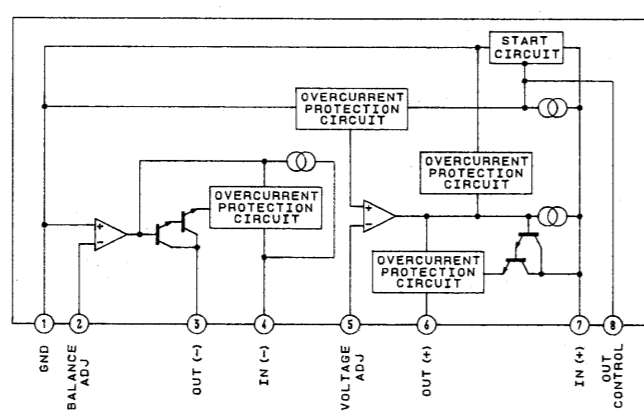 START
CIRCUIT
OVERCURRENT
PROTECTION
CIRCUIT
OVERCURRENT
PROTECTION
CIRCUIT
OVERCURRENT
PROTECTION
CIRCUIT
+
−
+
−
OVERCURRENT
PROTECTION
CIRCUIT
1
2
3
4
5
6
7
8
GND
BALANCE
ADJ
OUT (−)
IN (−)
VOLTAGE
ADJ
OUT (+)
IN (+)
OUT
CONTROL